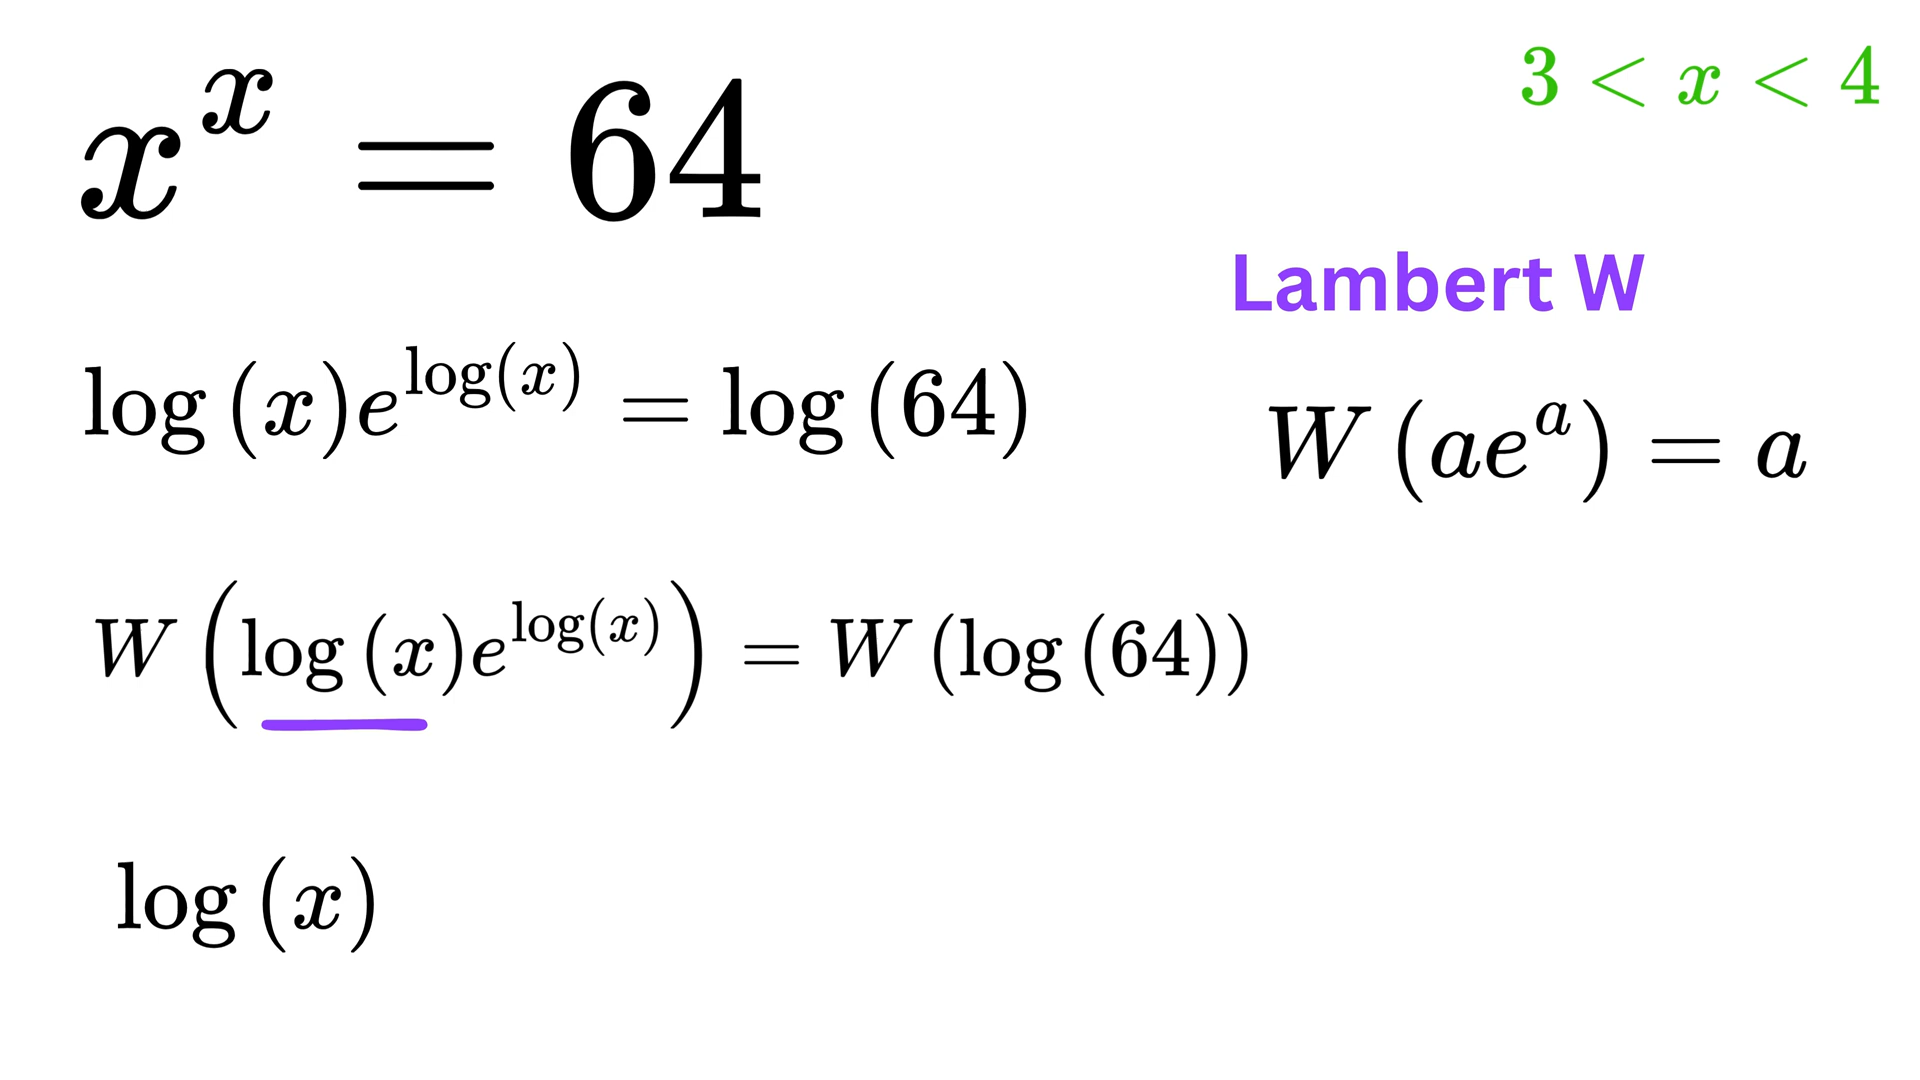 x^x = 64
3 < x < 4
Lambert W
log (x)e^{log(x)} = log (64)
W (ae^a) = a
W (log (x)e^{log(x)}) = W (log (64))
log (x)